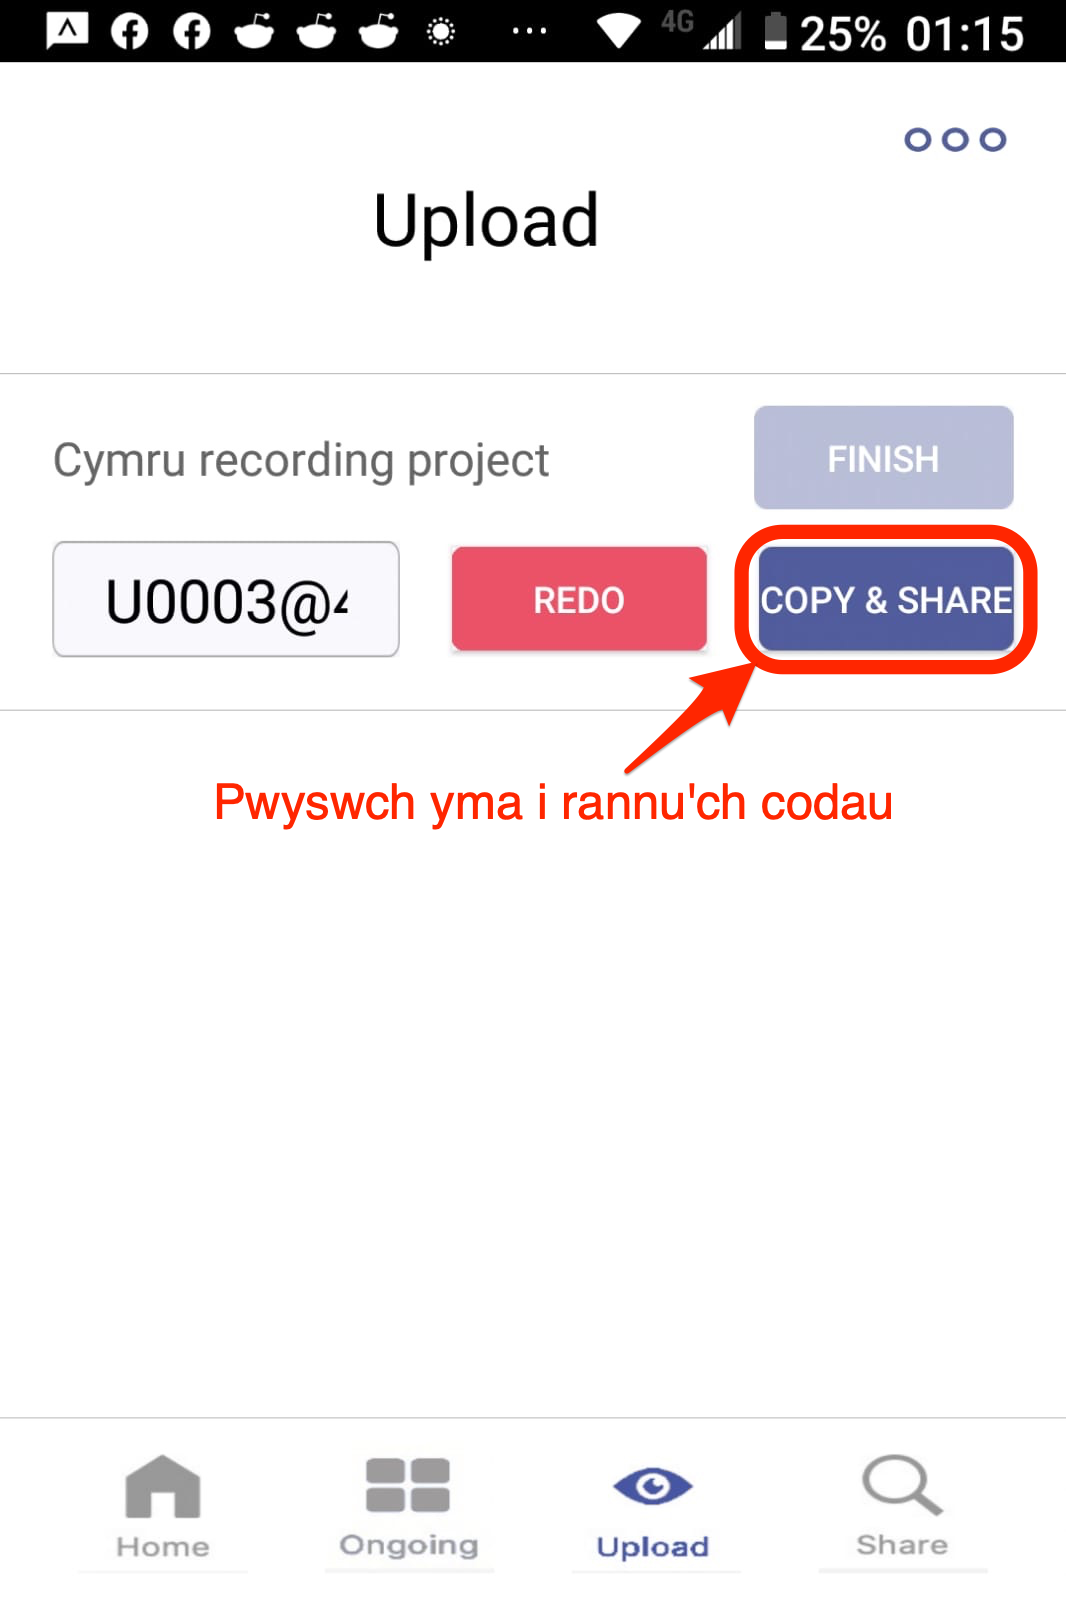 4G 25% 01:15
Upload
Cymru recording project
FINISH
U0003@
REDO
COPY & SHARE
Pwyswch yma i rannu'ch codau
Home Ongoing Upload Share